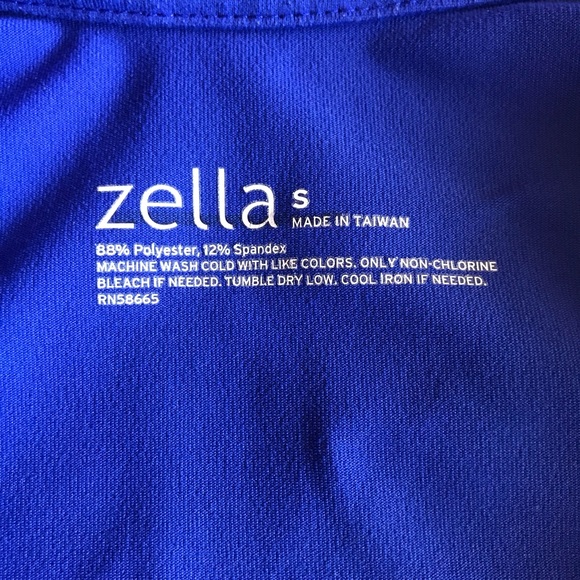 zella S
MADE IN TAIWAN
88% Polyester, 12% Spandex
MACHINE WASH COLD WITH LIKE COLORS. ONLY NON-CHLORINE
BLEACH IF NEEDED. TUMBLE DRY LOW. COOL IRON IF NEEDED.
RN58665